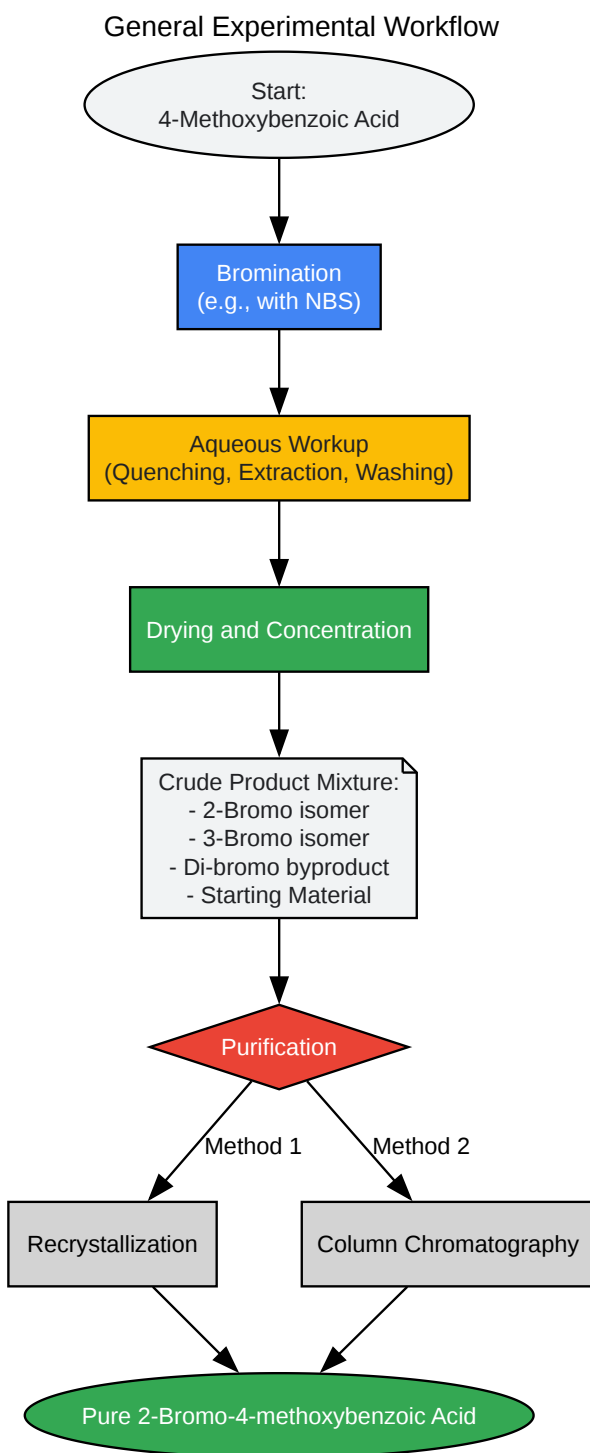 General Experimental Workflow
Start:
4-Methoxybenzoic Acid
Bromination
(e.g., with NBS)
Aqueous Workup
(Quenching, Extraction, Washing)
Drying and Concentration
Crude Product Mixture:
- 2-Bromo isomer
- 3-Bromo isomer
- Di-bromo byproduct
- Starting Material
Purification
Method 1
Method 2
Recrystallization
Column Chromatography
Pure 2-Bromo-4-methoxybenzoic Acid